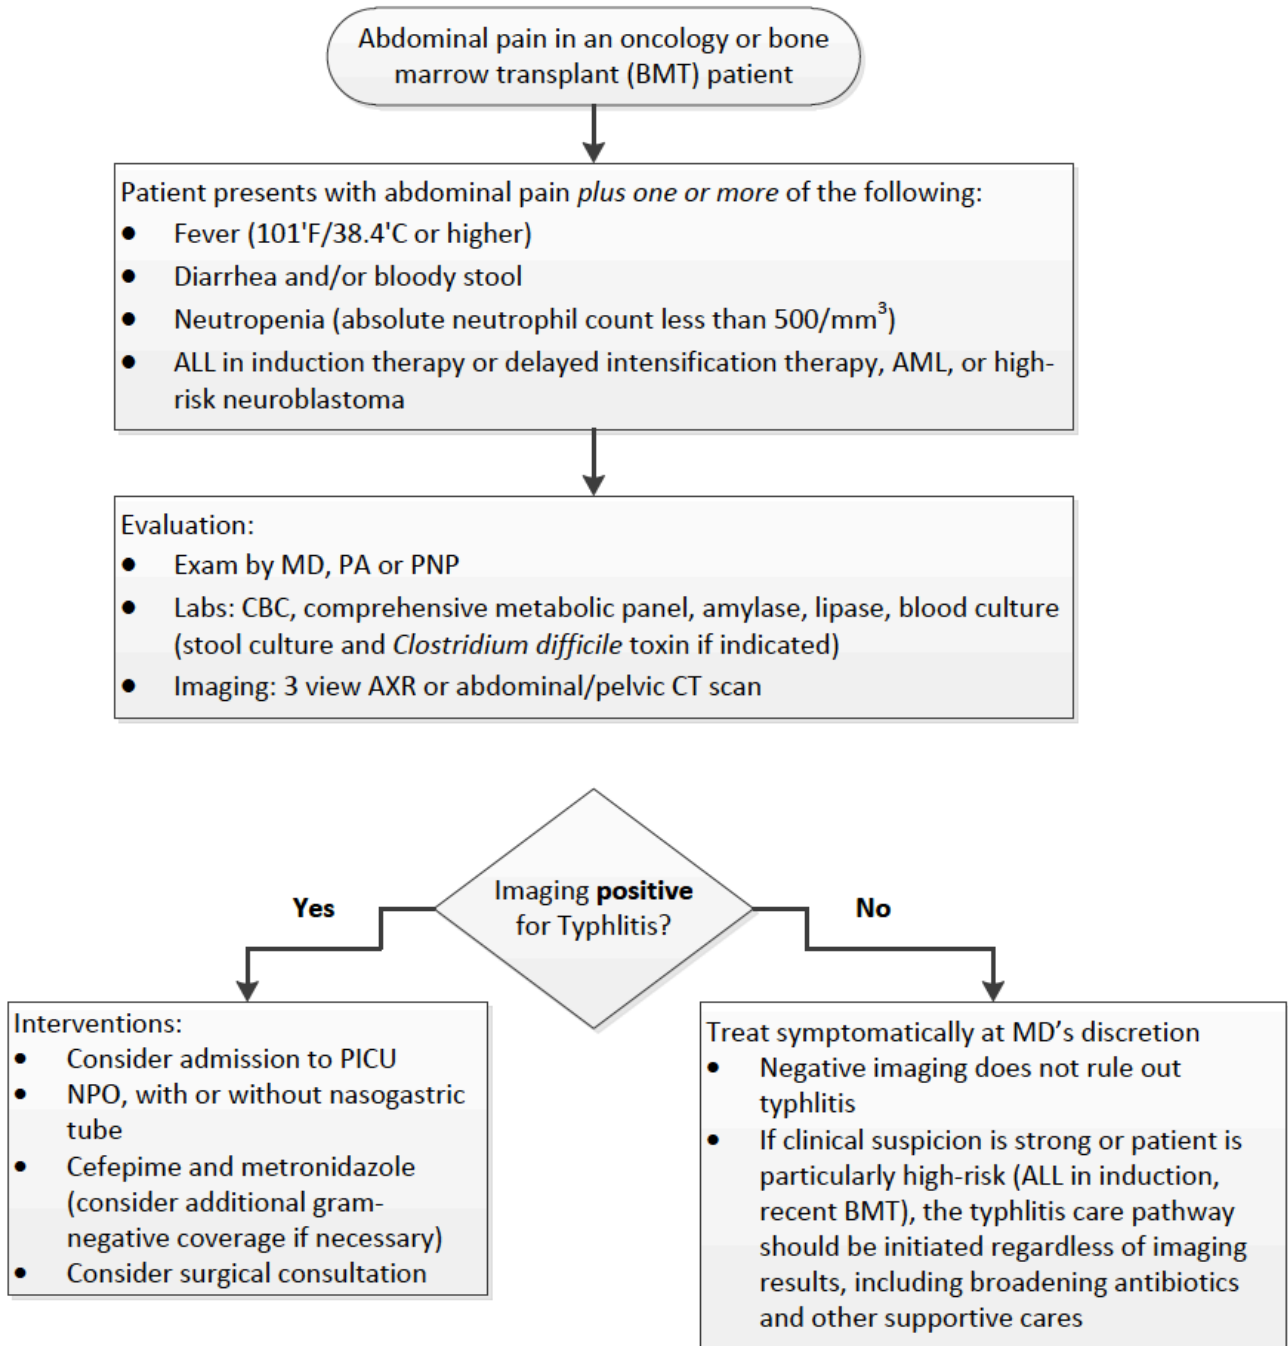 Abdominal pain in an oncology or bone
marrow transplant (BMT) patient
Patient presents with abdominal pain plus one or more of the following:
● Fever (101'F/38.4'C or higher)
● Diarrhea and/or bloody stool
● Neutropenia (absolute neutrophil count less than 500/mm³)
● ALL in induction therapy or delayed intensification therapy, AML, or high-
risk neuroblastoma
Evaluation:
● Exam by MD, PA or PNP
● Labs: CBC, comprehensive metabolic panel, amylase, lipase, blood culture
(stool culture and Clostridium difficile toxin if indicated)
● Imaging: 3 view AXR or abdominal/pelvic CT scan
Imaging positive
for Typhlitis?
Yes
No
Interventions:
● Consider admission to PICU
● NPO, with or without nasogastric
tube
● Cefepime and metronidazole
(consider additional gram-
negative coverage if necessary)
● Consider surgical consultation
Treat symptomatically at MD’s discretion
● Negative imaging does not rule out
typhlitis
● If clinical suspicion is strong or patient is
particularly high-risk (ALL in induction,
recent BMT), the typhlitis care pathway
should be initiated regardless of imaging
results, including broadening antibiotics
and other supportive cares